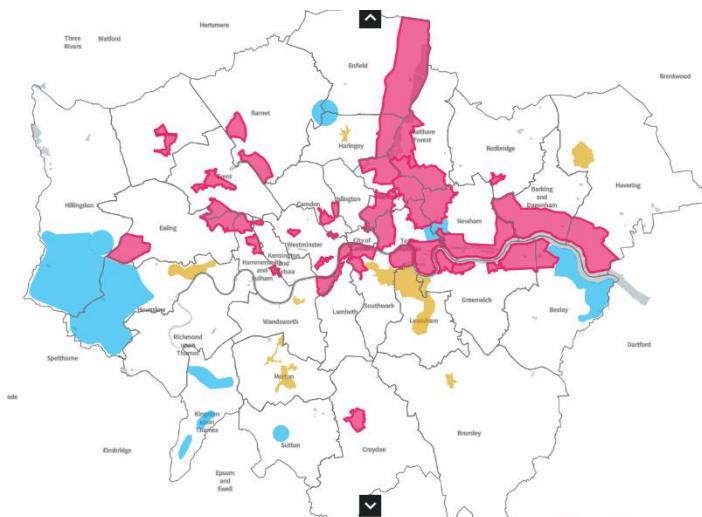 Hertsmere
Three
Rivers
Watford
Enfield
Brentwood
Barnet
Haringey
Waltham
Forest
Redbridge
Havering
Brent
Hillingdon
Camden
Islington
Barking
and
Dagenham
Newham
Ealing
Westminster
City of
Kensington
and
Chelsea
Hammersmith
and
Fulham
Hounslow
Southwark
Greenwich
Bexley
Lambeth
Lewisham
Wandsworth
Richmond
upon
Thames
Spelthorne
Dartford
Merton
Kingston
upon
Thames
Sutton
Bromley
Croydon
Elmbridge
Epsom
and
Ewell